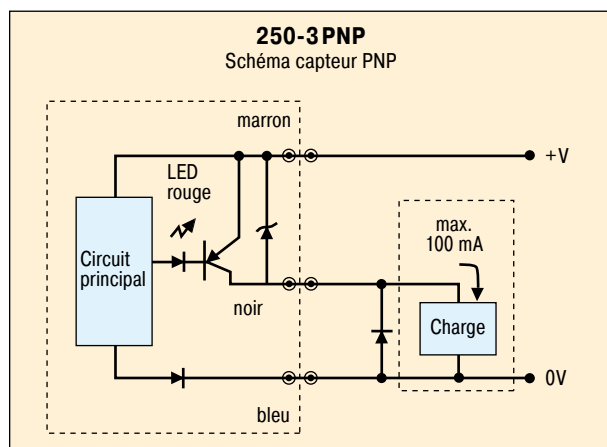 250-3 PNP
Schéma capteur PNP
marron
+V
LED
rouge
max.
100 mA
Circuit
principal
noir
Charge
0V
bleu